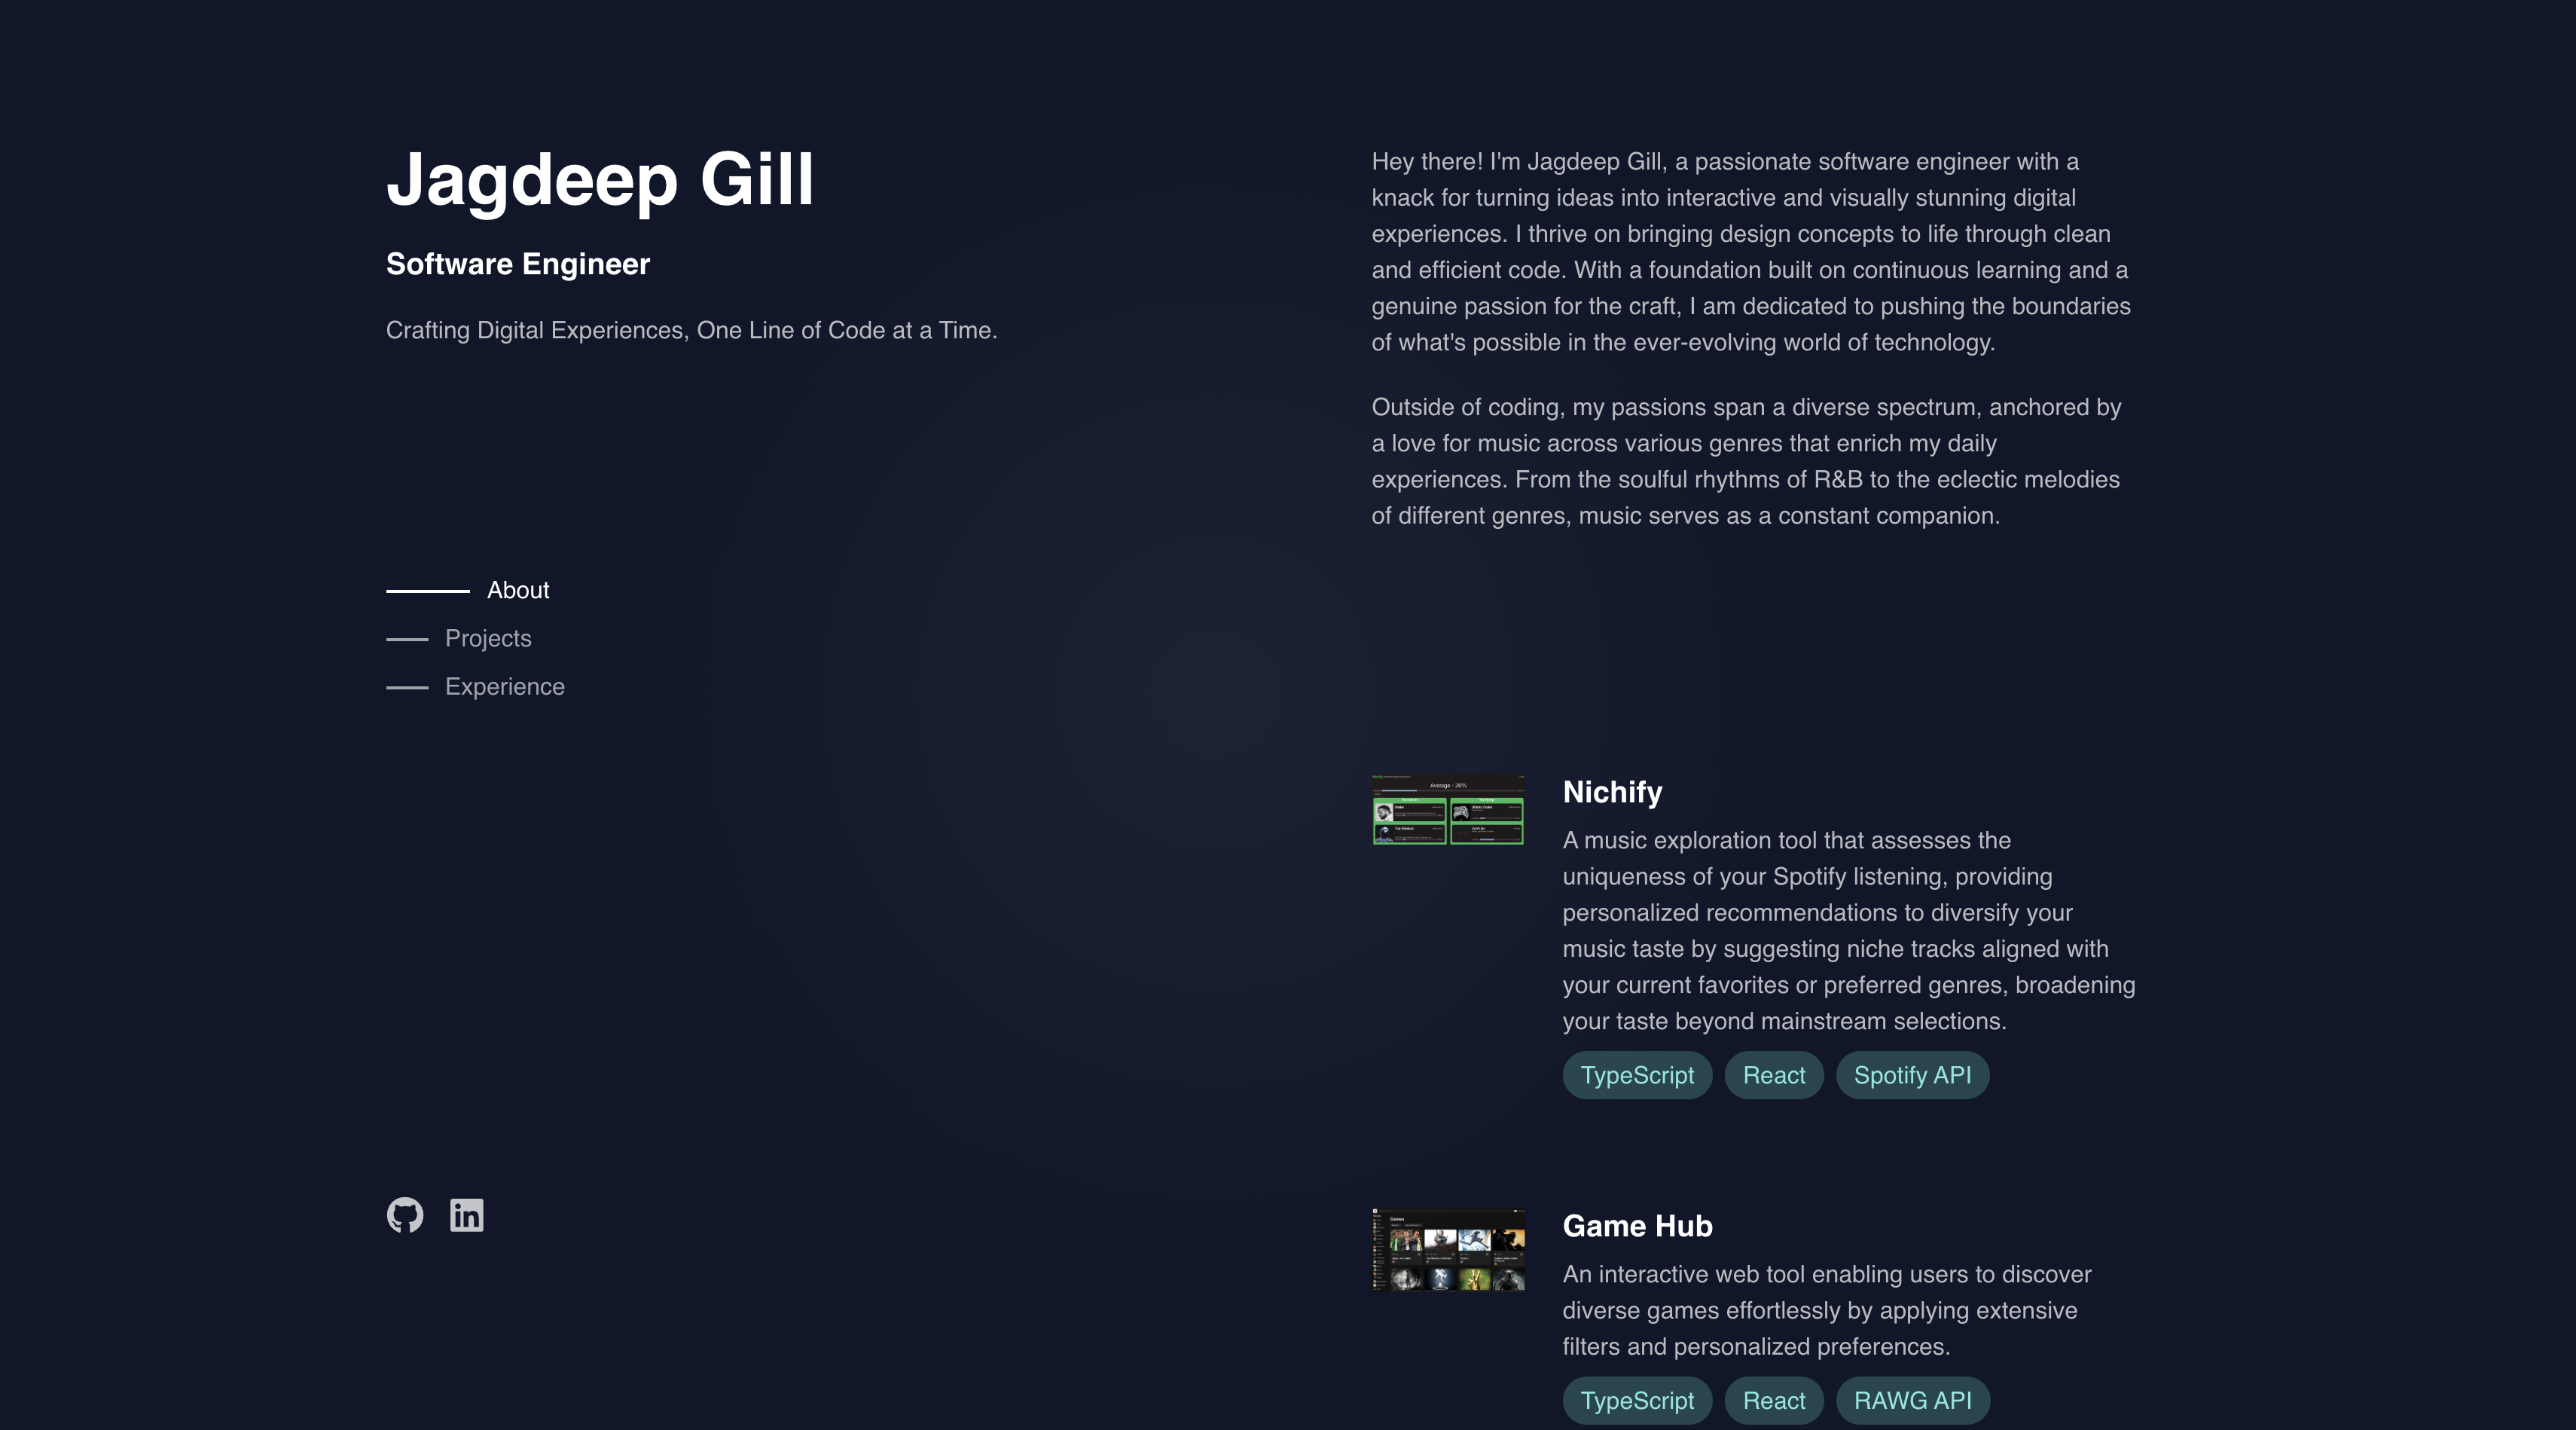 Jagdeep Gill
Software Engineer
Crafting Digital Experiences, One Line of Code at a Time.
About
Projects
Experience
Hey there! I'm Jagdeep Gill, a passionate software engineer with a
knack for turning ideas into interactive and visually stunning digital
experiences. I thrive on bringing design concepts to life through clean
and efficient code. With a foundation built on continuous learning and a
genuine passion for the craft, I am dedicated to pushing the boundaries
of what's possible in the ever-evolving world of technology.
Outside of coding, my passions span a diverse spectrum, anchored by
a love for music across various genres that enrich my daily
experiences. From the soulful rhythms of R&B to the eclectic melodies
of different genres, music serves as a constant companion.
Average - 26%
Nichify
A music exploration tool that assesses the
uniqueness of your Spotify listening, providing
personalized recommendations to diversify your
music taste by suggesting niche tracks aligned with
your current favorites or preferred genres, broadening
your taste beyond mainstream selections.
TypeScript React Spotify API
Games
Game Hub
An interactive web tool enabling users to discover
diverse games effortlessly by applying extensive
filters and personalized preferences.
TypeScript React RAWG API